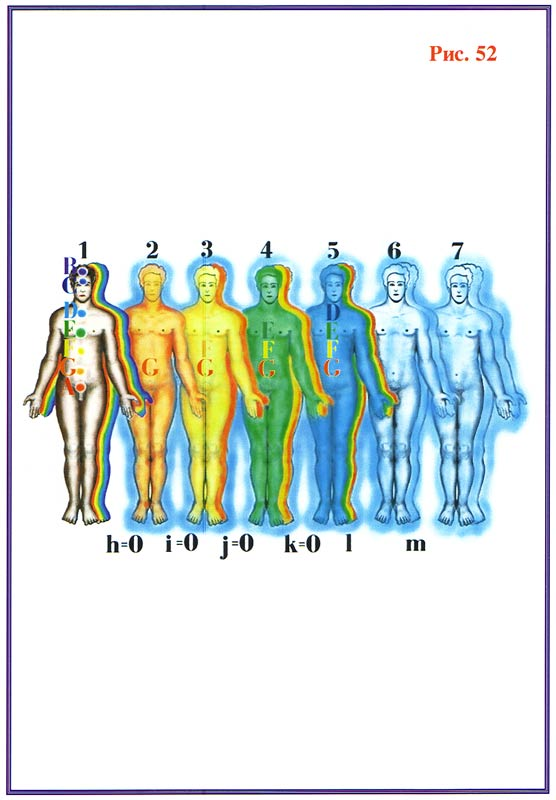 Рис. 52
1 2 3 4 5 6 7
B
C
D D
E E E
F F F F
G G G G G
A
h=0 i=0 j=0 k=0 l m